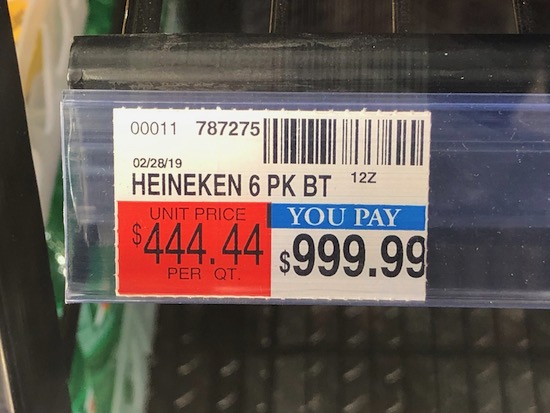 00011 787275
02/28/19
HEINEKEN 6 PK BT 12Z
UNIT PRICE
$444.44
PER QT.
YOU PAY
$999.99